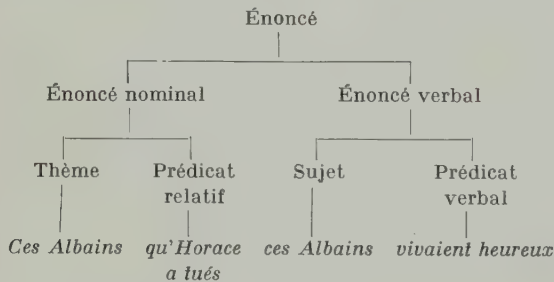 Énoncé
Énoncé nominal Énoncé verbal
Thème Prédicat relatif Sujet Prédicat verbal
Ces Albains qu'Horace a tués ces Albains vivaient heureux